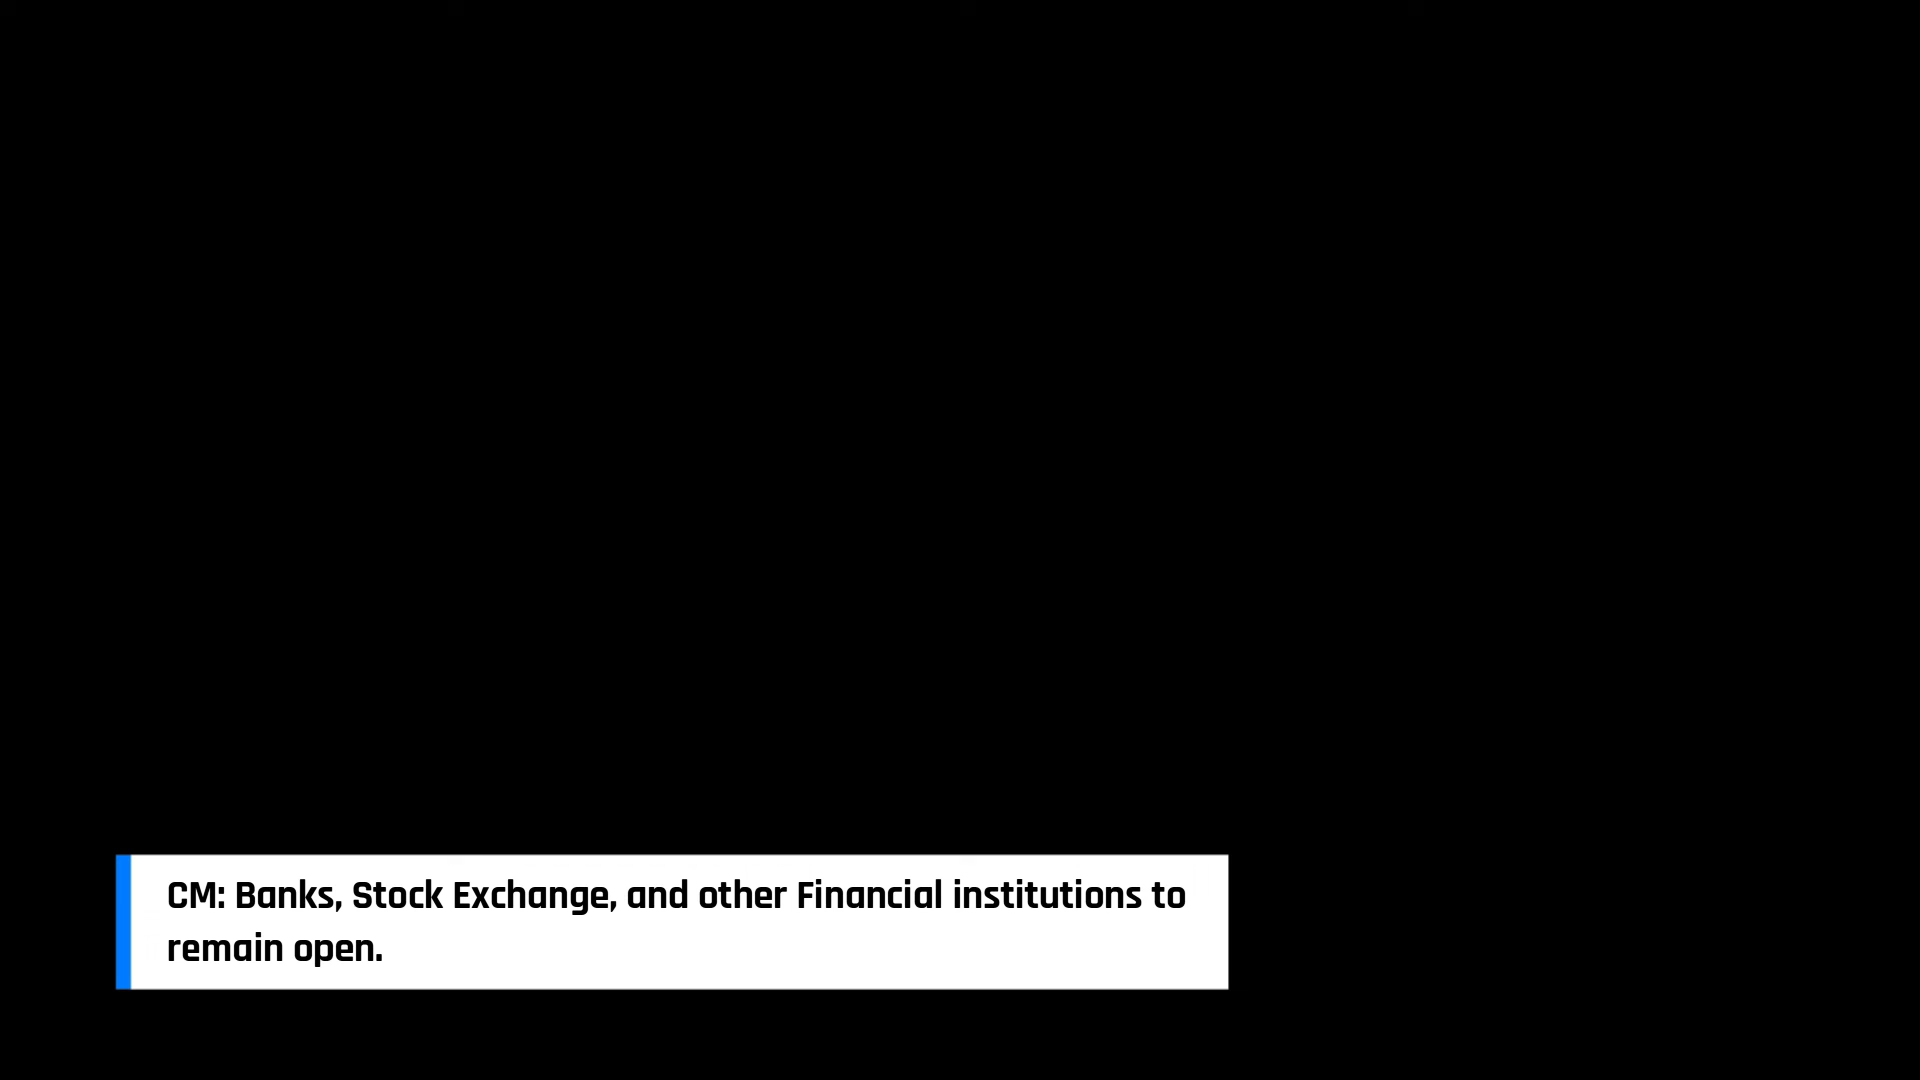 CM: Banks, Stock Exchange, and other Financial institutions to
remain open.